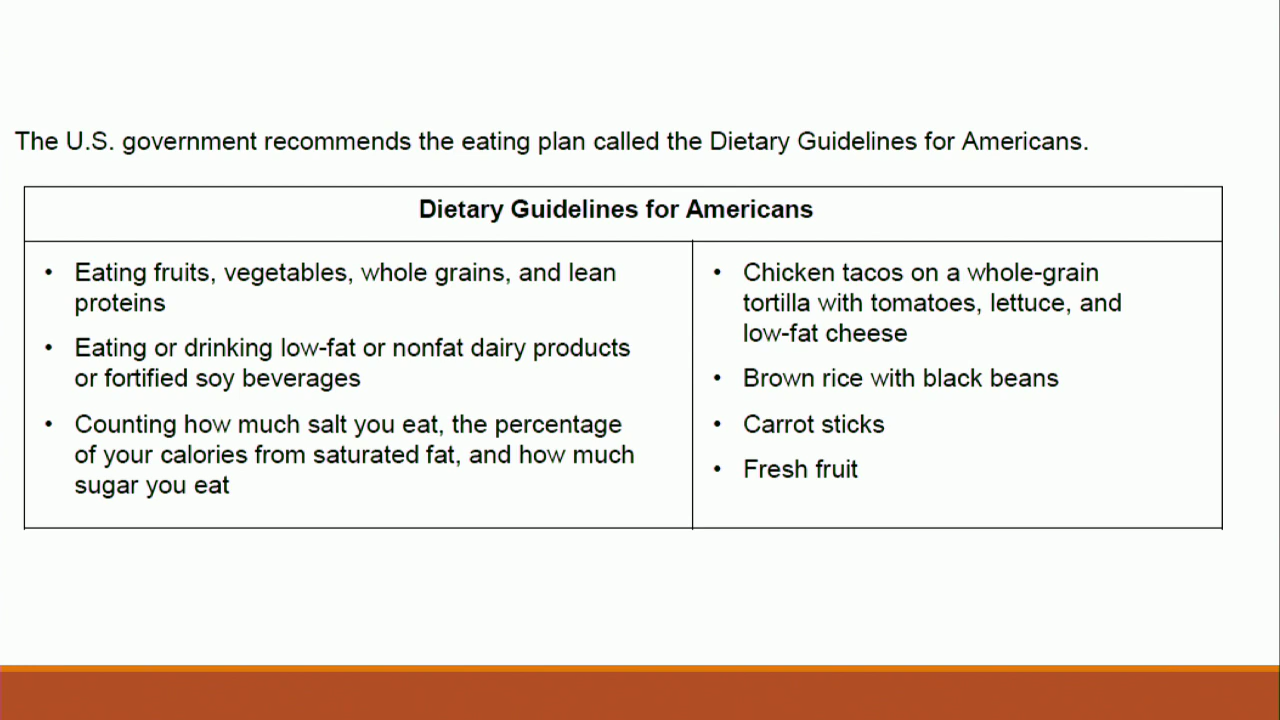 The U.S. government recommends the eating plan called the Dietary Guidelines for Americans.
Dietary Guidelines for Americans
• Eating fruits, vegetables, whole grains, and lean
proteins
• Eating or drinking low-fat or nonfat dairy products
or fortified soy beverages
• Counting how much salt you eat, the percentage
of your calories from saturated fat, and how much
sugar you eat
• Chicken tacos on a whole-grain
tortilla with tomatoes, lettuce, and
low-fat cheese
• Brown rice with black beans
• Carrot sticks
• Fresh fruit